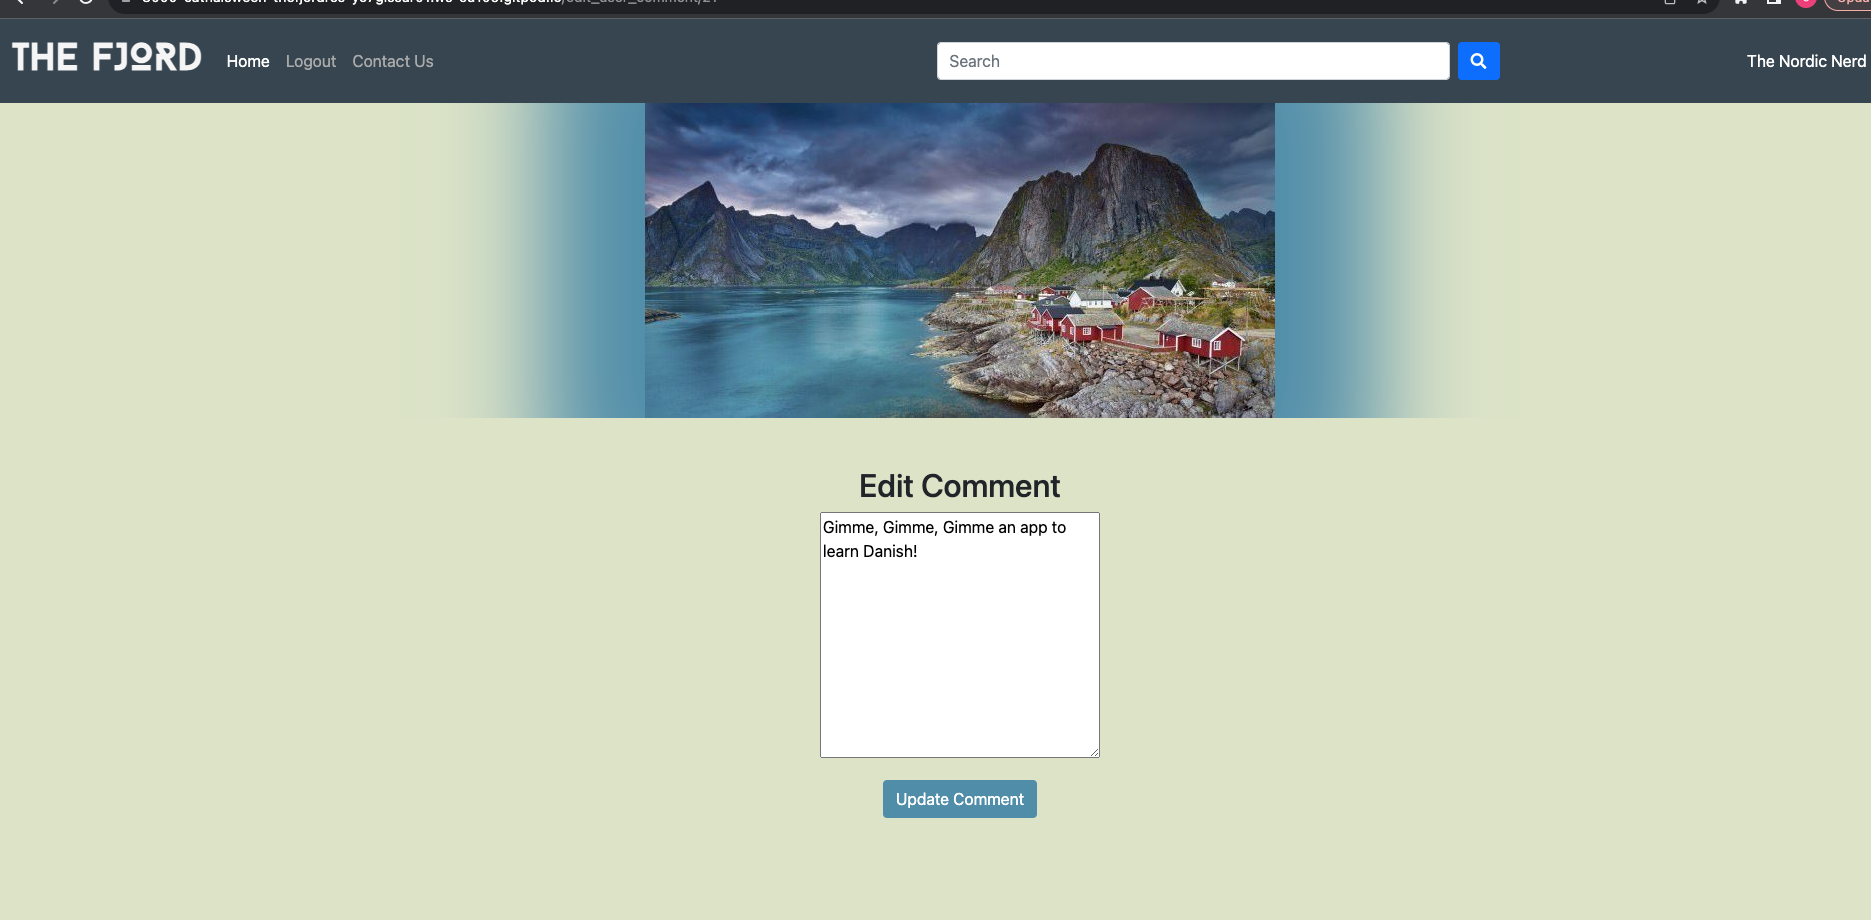 THE FJORD
Home
Logout
Contact Us
Search
The Nordic Nerd
Edit Comment
Gimme, Gimme, Gimme an app to
learn Danish!
Update Comment